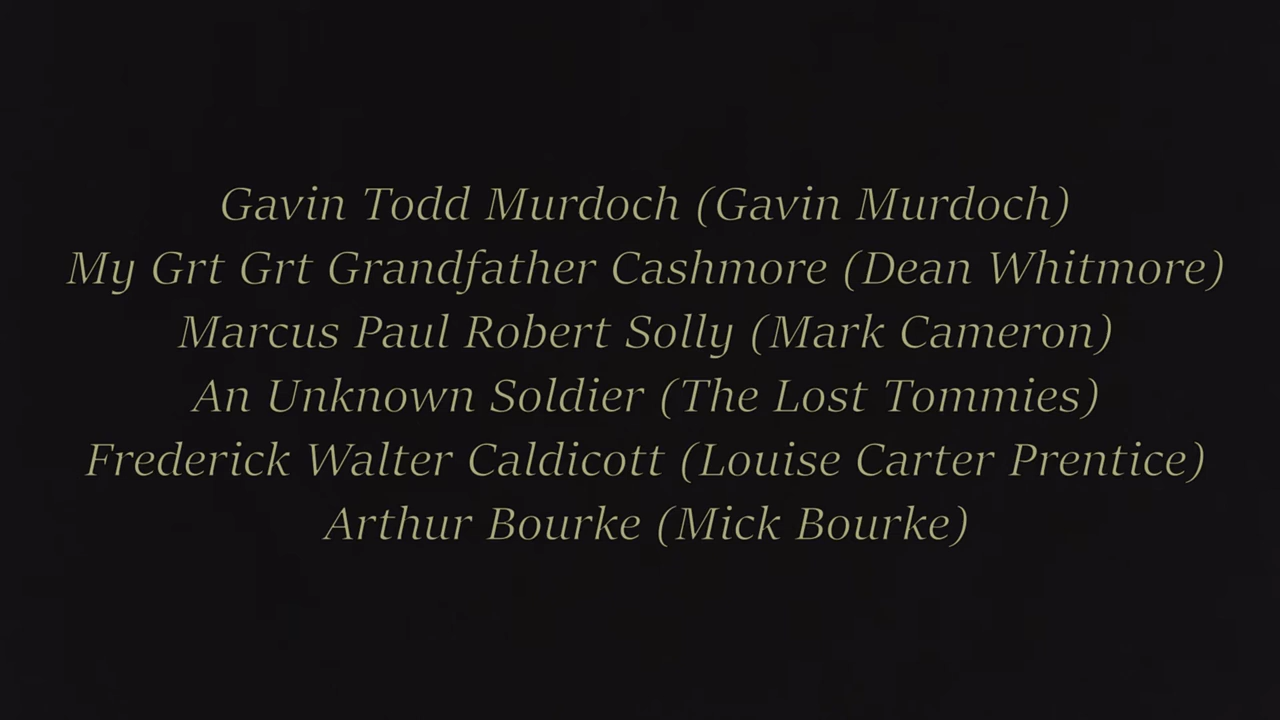 Gavin Todd Murdoch (Gavin Murdoch)
My Grt Grt Grandfather Cashmore (Dean Whitmore)
Marcus Paul Robert Solly (Mark Cameron)
An Unknown Soldier (The Lost Tommies)
Frederick Walter Caldicott (Louise Carter Prentice)
Arthur Bourke (Mick Bourke)